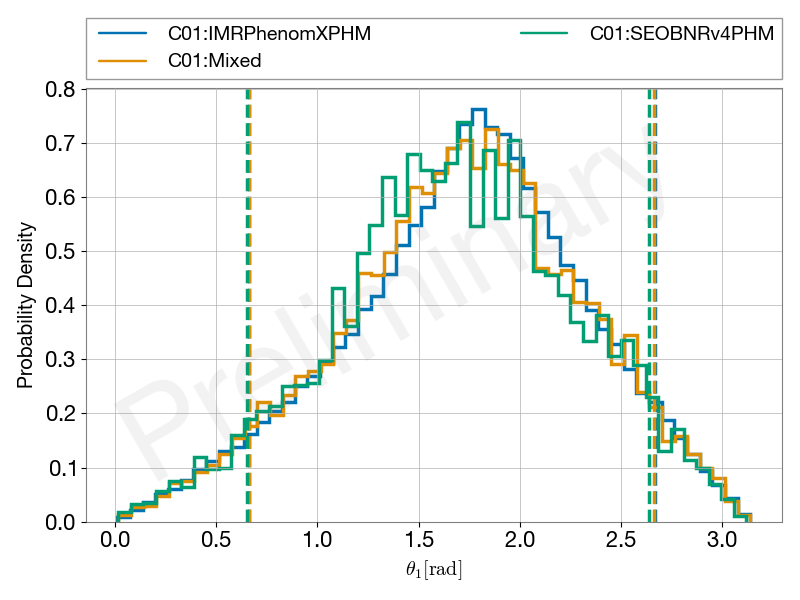 C01:IMRPhenomXPHM
C01:Mixed
C01:SEOBNRv4PHM
0.8
0.7
0.6
0.5
0.4
0.3
0.2
0.1
0.0
Probability Density
Preliminary
0.0 0.5 1.0 1.5 2.0 2.5 3.0
θ₁[rad]